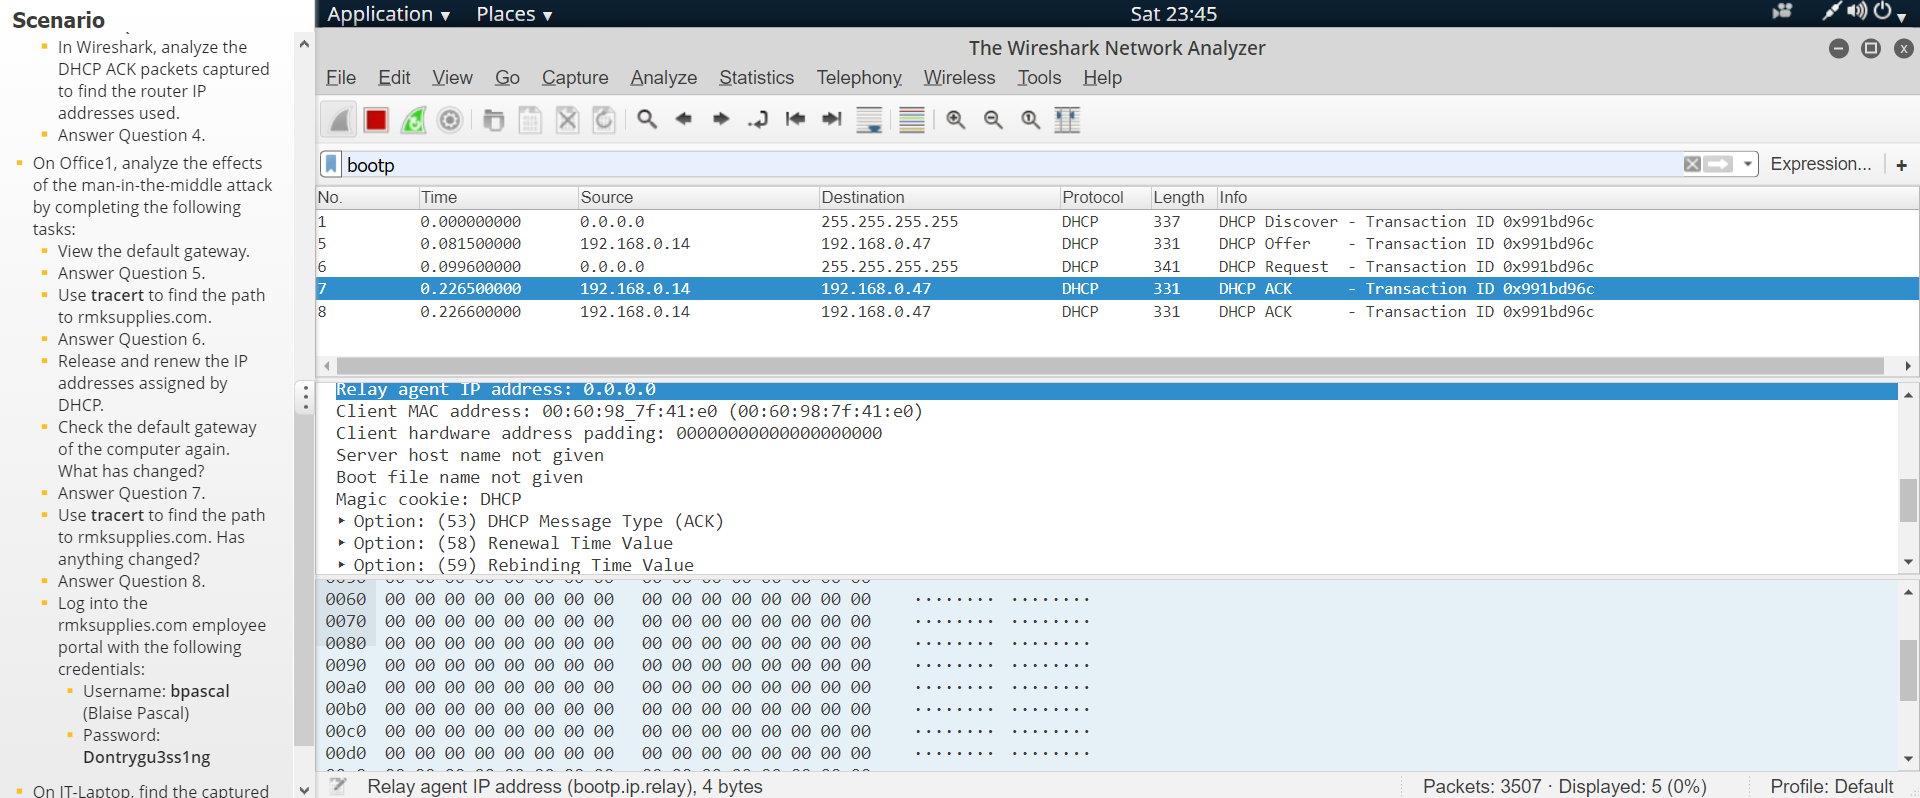 Scenario
In Wireshark, analyze the
DHCP ACK packets captured
to find the router IP
addresses used.
Answer Question 4.
On Office1, analyze the effects
of the man-in-the-middle attack
by completing the following
tasks:
View the default gateway.
Answer Question 5.
Use tracert to find the path
to rmksupplies.com.
Answer Question 6.
Release and renew the IP
addresses assigned by
DHCP.
Check the default gateway
of the computer again.
What has changed?
Answer Question 7.
Use tracert to find the path
to rmksupplies.com. Has
anything changed?
Answer Question 8.
Log into the
rmksupplies.com employee
portal with the following
credentials:
Username: bpascal
(Blaise Pascal)
Password:
Dontrygu3ss1ng
On IT-Laptop, find the captured
Application Places Sat 23:45
The Wireshark Network Analyzer
File Edit View Go Capture Analyze Statistics Telephony Wireless Tools Help
bootp Expression... +
No. Time Source Destination Protocol Length Info
1 0.000000000 0.0.0.0 255.255.255.255 DHCP 337 DHCP Discover - Transaction ID 0x991bd96c
5 0.081500000 192.168.0.14 192.168.0.47 DHCP 331 DHCP Offer - Transaction ID 0x991bd96c
6 0.099600000 0.0.0.0 255.255.255.255 DHCP 341 DHCP Request - Transaction ID 0x991bd96c
7 0.226500000 192.168.0.14 192.168.0.47 DHCP 331 DHCP ACK - Transaction ID 0x991bd96c
8 0.226600000 192.168.0.14 192.168.0.47 DHCP 331 DHCP ACK - Transaction ID 0x991bd96c
Relay agent IP address: 0.0.0.0
Client MAC address: 00:60:98_7f:41:e0 (00:60:98:7f:41:e0)
Client hardware address padding: 00000000000000000000
Server host name not given
Boot file name not given
Magic cookie: DHCP
Option: (53) DHCP Message Type (ACK)
Option: (58) Renewal Time Value
Option: (59) Rebinding Time Value
0060 00 00 00 00 00 00 00 00 00 00 00 00 00 00 00 00 ........ ........
0070 00 00 00 00 00 00 00 00 00 00 00 00 00 00 00 00 ........ ........
0080 00 00 00 00 00 00 00 00 00 00 00 00 00 00 00 00 ........ ........
0090 00 00 00 00 00 00 00 00 00 00 00 00 00 00 00 00 ........ ........
00a0 00 00 00 00 00 00 00 00 00 00 00 00 00 00 00 00 ........ ........
00b0 00 00 00 00 00 00 00 00 00 00 00 00 00 00 00 00 ........ ........
00c0 00 00 00 00 00 00 00 00 00 00 00 00 00 00 00 00 ........ ........
00d0 00 00 00 00 00 00 00 00 00 00 00 00 00 00 00 00 ........ ........
Relay agent IP address (bootp.ip.relay), 4 bytes Packets: 3507 · Displayed: 5 (0%) Profile: Default